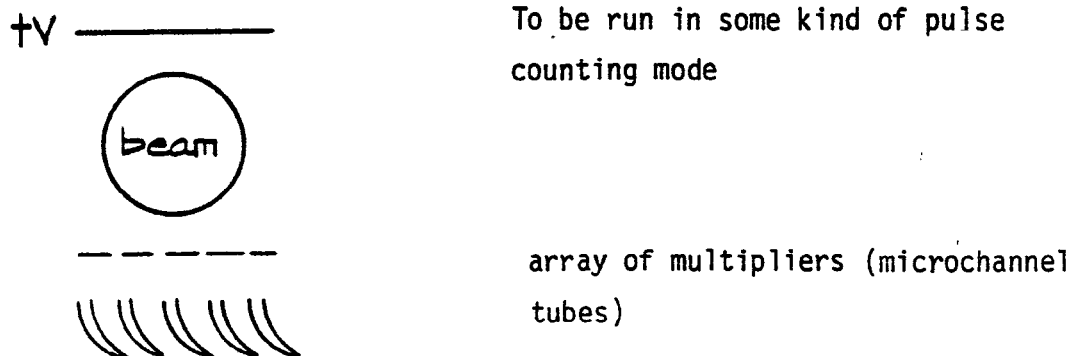 +V
To be run in some kind of pulse
counting mode
beam
array of multipliers (microchannel
tubes)